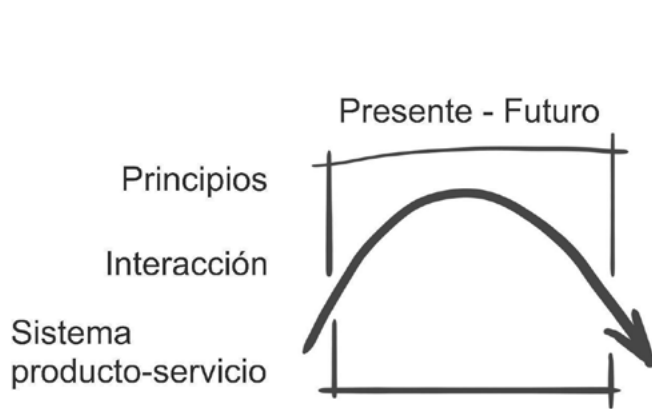 Presente - Futuro
Principios
Interacción
Sistema
producto-servicio